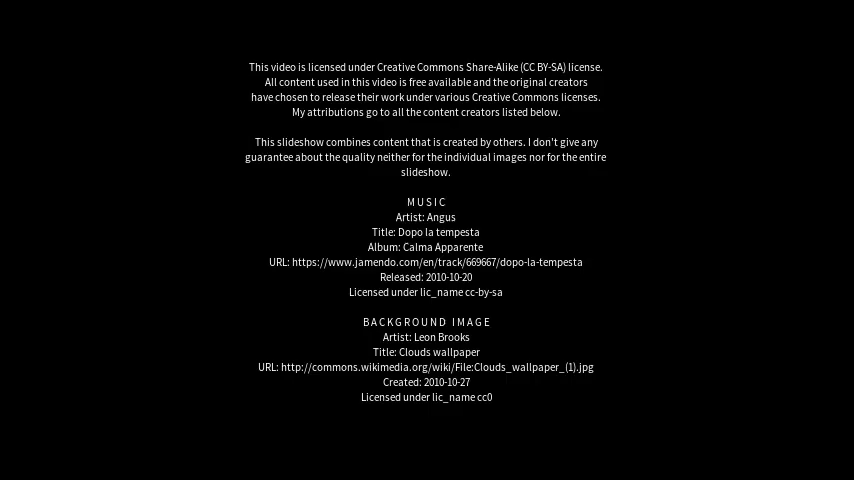 This video is licensed under Creative Commons Share-Alike (CC BY-SA) license.
All content used in this video is free available and the original creators
have chosen to release their work under various Creative Commons licenses.
My attributions go to all the content creators listed below.
This slideshow combines content that is created by others. I don't give any
guarantee about the quality neither for the individual images nor for the entire
slideshow.
MUSIC
Artist: Angus
Title: Dopo la tempesta
Album: Calma Apparente
URL: https://www.jamendo.com/en/track/669667/dopo-la-tempesta
Released: 2010-10-20
Licensed under lic_name cc-by-sa
BACKGROUND IMAGE
Artist: Leon Brooks
Title: Clouds wallpaper
URL: http://commons.wikimedia.org/wiki/File:Clouds_wallpaper_(1).jpg
Created: 2010-10-27
Licensed under lic_name cc0